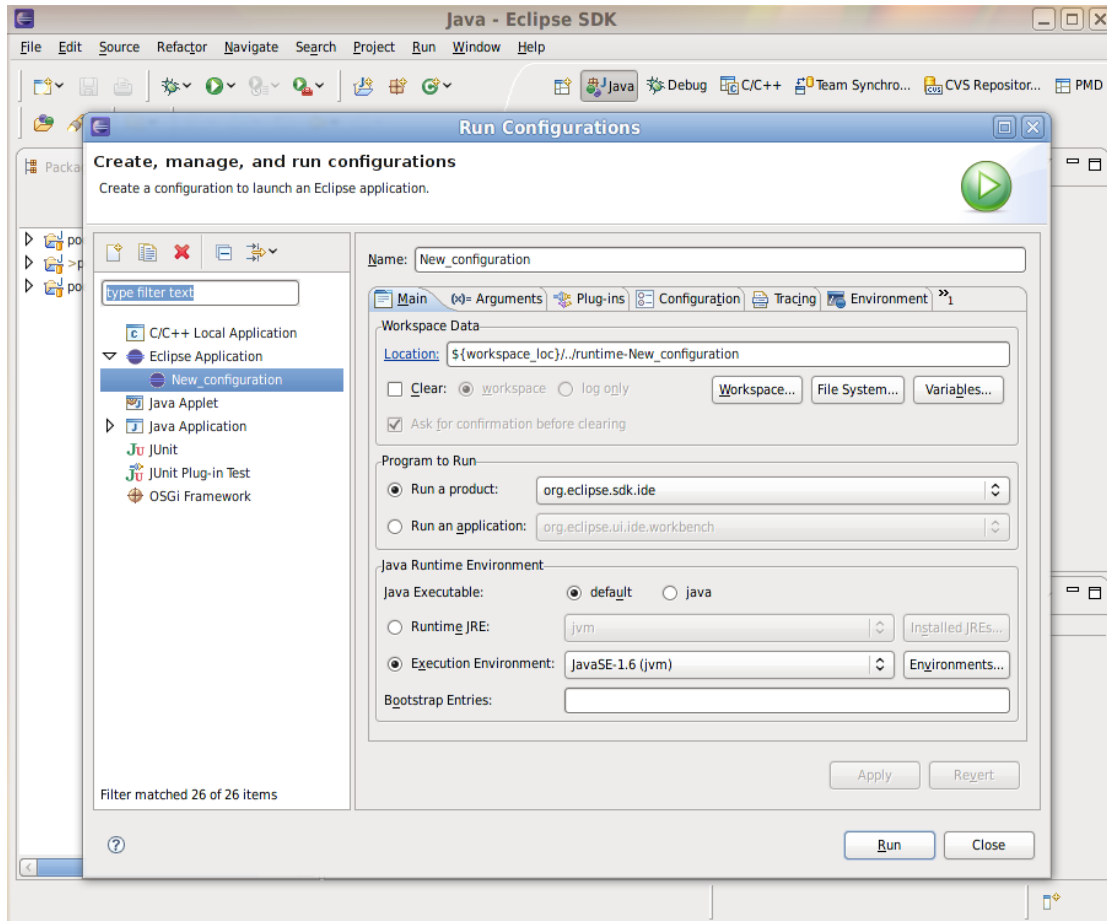 Java - Eclipse SDK
File Edit Source Refactor Navigate Search Project Run Window Help
Java Debug C/C++ Team Synchro... CVS Repositor... PMD
Run Configurations
Packa
Create, manage, and run configurations
Create a configuration to launch an Eclipse application.
po
>p
po
type filter text
C/C++ Local Application
Eclipse Application
New_configuration
Java Applet
Java Application
JUnit
JUnit Plug-in Test
OSGi Framework
Filter matched 26 of 26 items
Name: New_configuration
Main (x)= Arguments Plug-ins Configuration Tracing Environment »1
Workspace Data
Location: ${workspace_loc}/../runtime-New_configuration
Clear: workspace log only Workspace... File System... Variables...
Ask for confirmation before clearing
Program to Run
Run a product: org.eclipse.sdk.ide
Run an application: org.eclipse.ui.ide.workbench
Java Runtime Environment
Java Executable: default java
Runtime JRE: jvm Installed JREs...
Execution Environment: JavaSE-1.6 (jvm) Environments...
Bootstrap Entries:
Apply Revert
Run Close